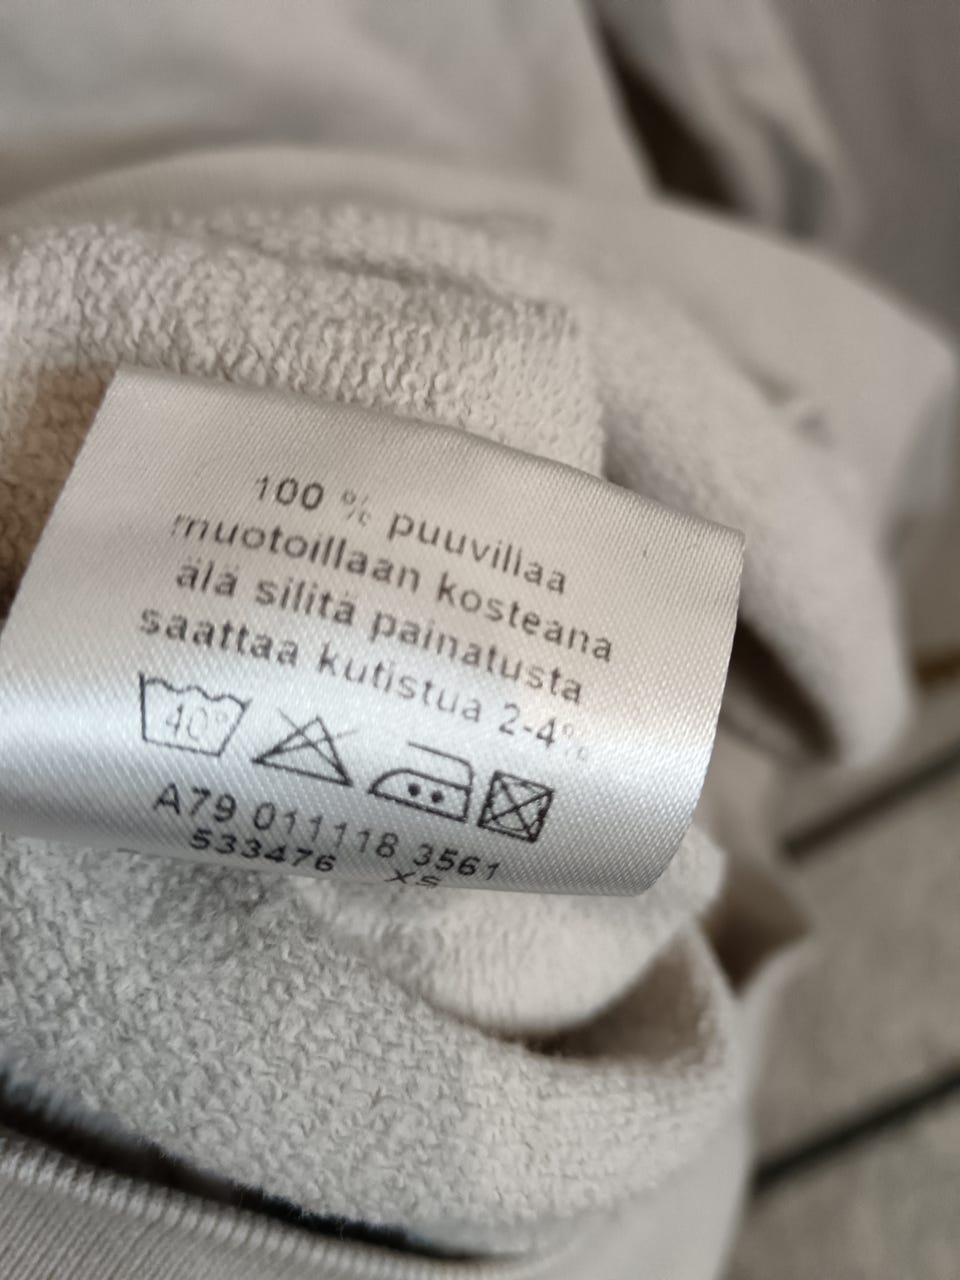 100 % puuvillaa
muotoillaan kosteana
älä silitä painatusta
saattaa kutistua 2-4%
40°
A79 011118 3561
533476 XS